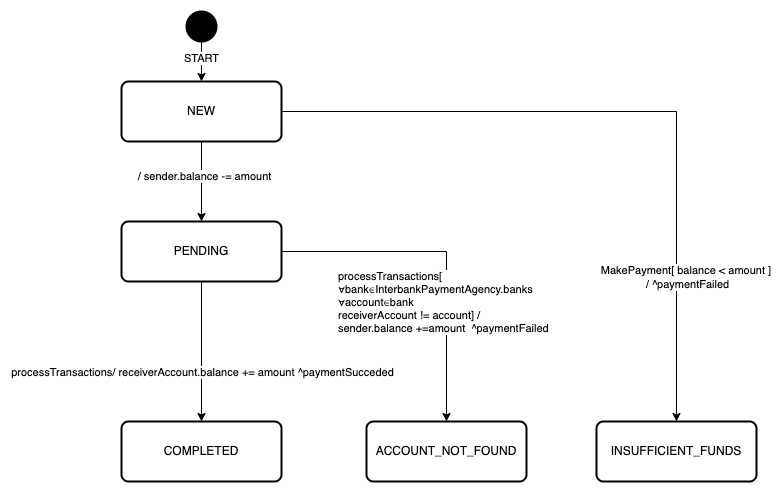 START
NEW
/ sender.balance -= amount
PENDING
MakePayment[ balance < amount ]
/ ^paymentFailed
processTransactions[
∀bank∈InterbankPaymentAgency.banks
∀account∈bank
receiverAccount != account] /
sender.balance +=amount ^paymentFailed
processTransactions/ receiverAccount.balance += amount ^paymentSucceded
COMPLETED
ACCOUNT_NOT_FOUND
INSUFFICIENT_FUNDS